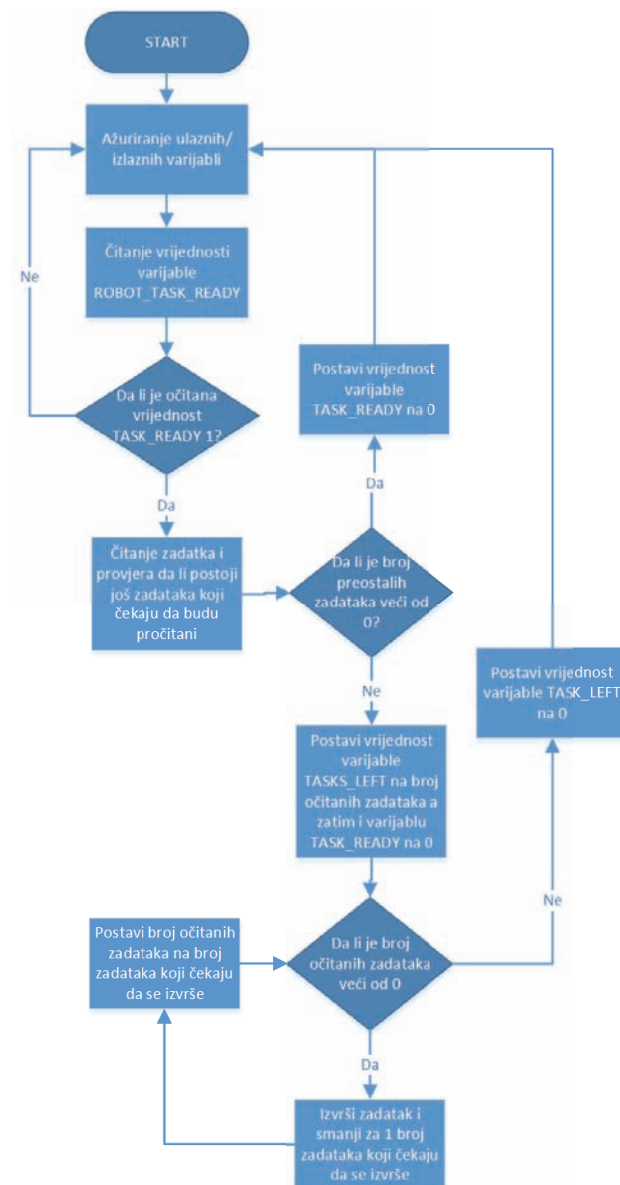 START
Ažuriranje ulaznih/
izlaznih varijabli
Čitanje vrijednosti
varijable
ROBOT_TASK_READY
Ne
Da li je očitana
vrijednost
TASK_READY 1?
Da
Čitanje zadatka i
provjera da li postoji
još zadataka koji
čekaju da budu
pročitani
Postavi vrijednost
varijable
TASK_READY na 0
Da
Da li je broj
preostalih
zadataka veći od
0?
Ne
Postavi vrijednost
varijable
TASKS_LEFT na broj
očitanih zadataka a
zatim i varijablu
TASK_READY na 0
Postavi vrijednost
varijable TASK_LEFT
na 0
Ne
Postavi broj očitanih
zadataka na broj
zadataka koji čekaju
da se izvrše
Da li je broj
očitanih zadataka
veći od 0
Da
Izvrši zadatak i
smanji za 1 broj
zadataka koji čekaju
da se izvrše